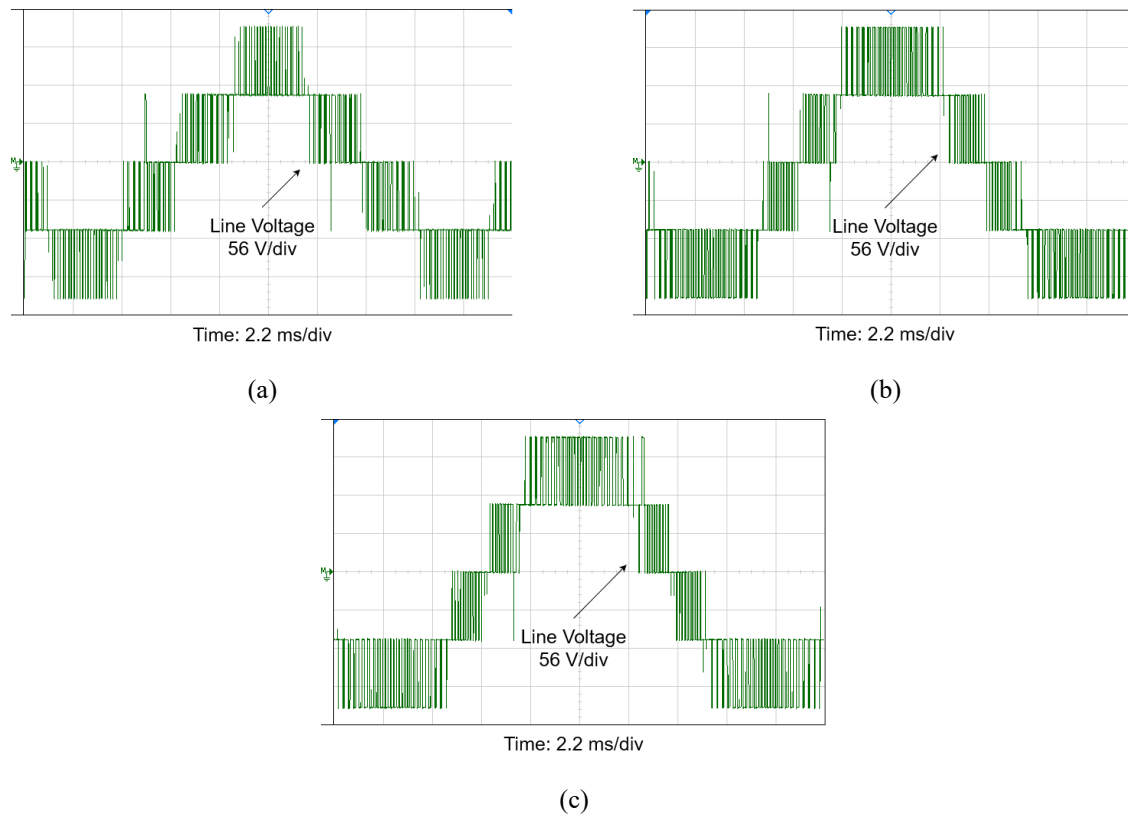 M
Line Voltage
56 V/div
Time: 2.2 ms/div
(a)
M
Line Voltage
56 V/div
Time: 2.2 ms/div
(b)
M
Line Voltage
56 V/div
Time: 2.2 ms/div
(c)